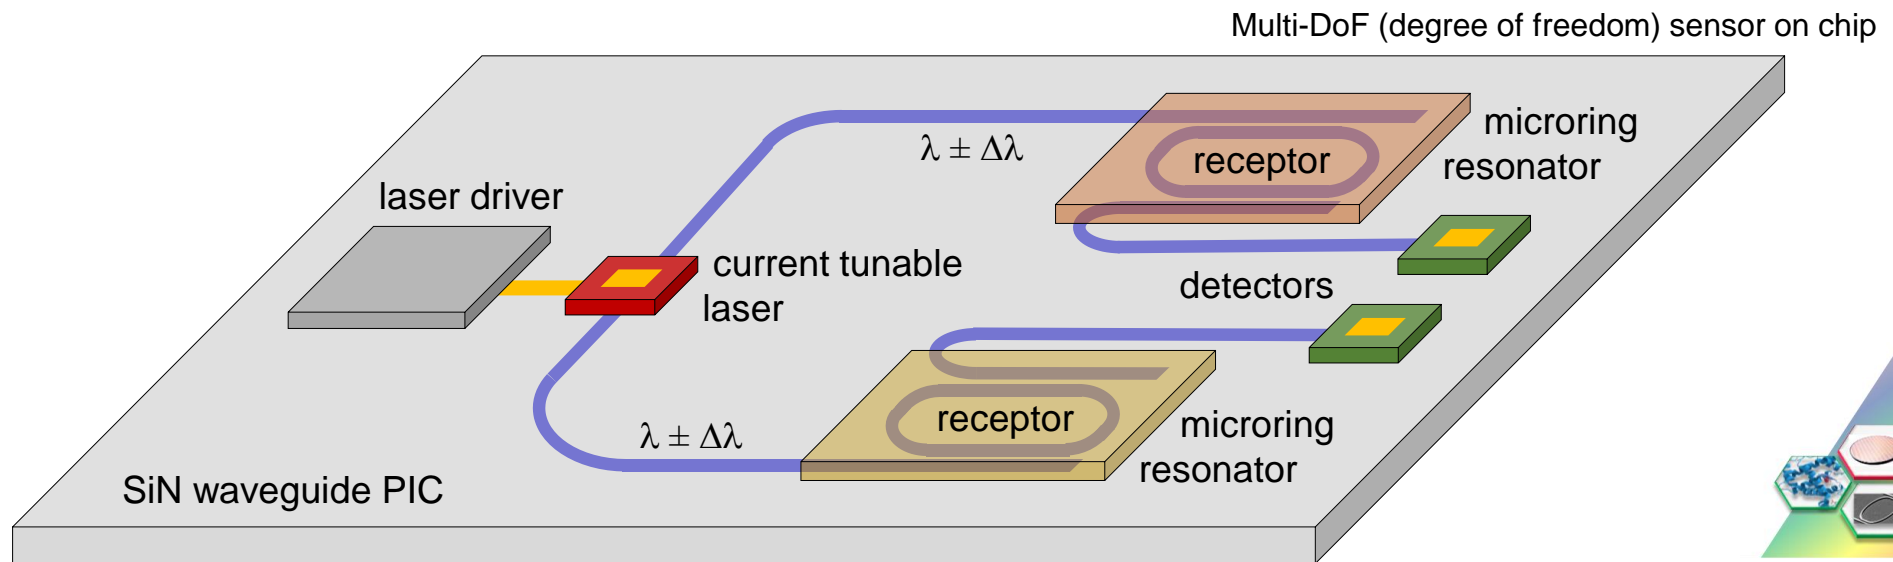 Multi-DoF (degree of freedom) sensor on chip
λ ± Δλ
receptor
microring
resonator
laser driver
current tunable
laser
detectors
λ ± Δλ
receptor
microring
resonator
SiN waveguide PIC